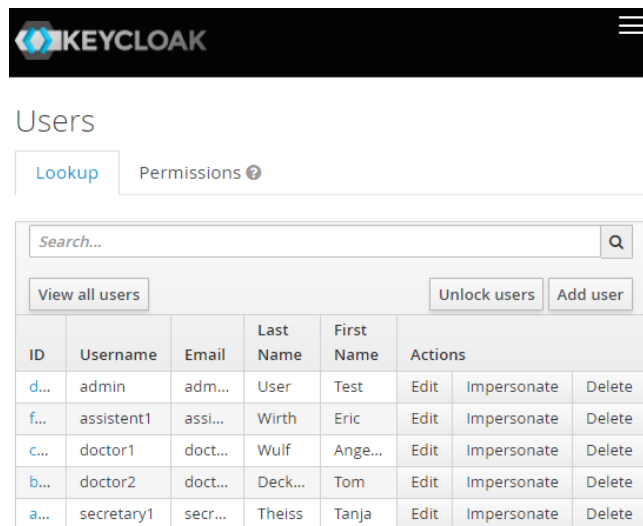 KEYCLOAK
Users
Lookup Permissions
Search...
View all users Unlock users Add user
ID Username Email Last Name First Name Actions
d... admin adm... User Test Edit Impersonate Delete
f... assistent1 assi... Wirth Eric Edit Impersonate Delete
c... doctor1 doct... Wulf Ange... Edit Impersonate Delete
b... doctor2 doct... Deck... Tom Edit Impersonate Delete
a... secretary1 secr... Theiss Tanja Edit Impersonate Delete